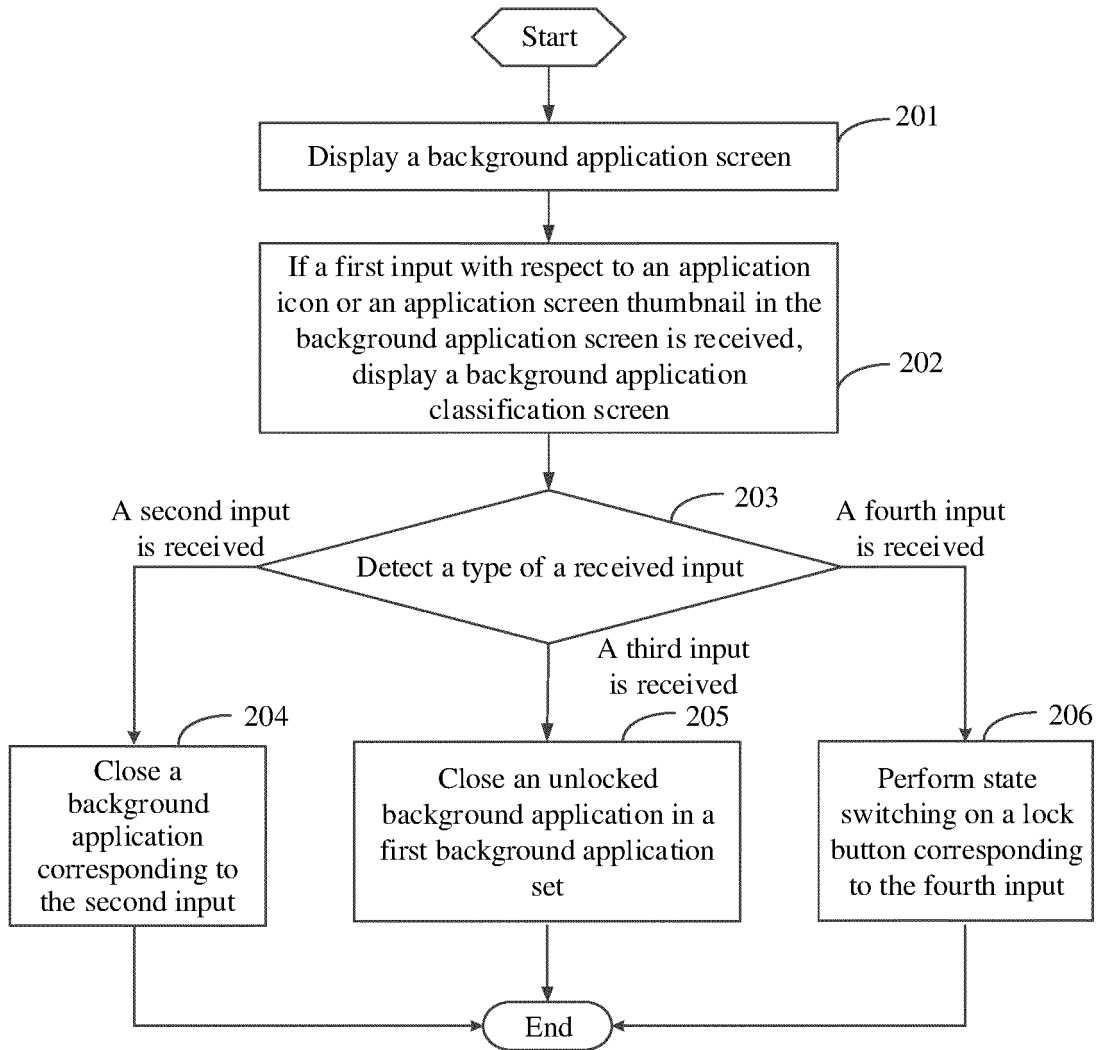 Start
201
Display a background application screen
If a first input with respect to an application
icon or an application screen thumbnail in the
background application screen is received,
display a background application
classification screen
202
203
A second input
is received
A fourth input
is received
Detect a type of a received input
A third input
is received
204
205
206
Close a
background
application
corresponding to
the second input
Close an unlocked
background application in a
first background application
set
Perform state
switching on a lock
button corresponding
to the fourth input
End